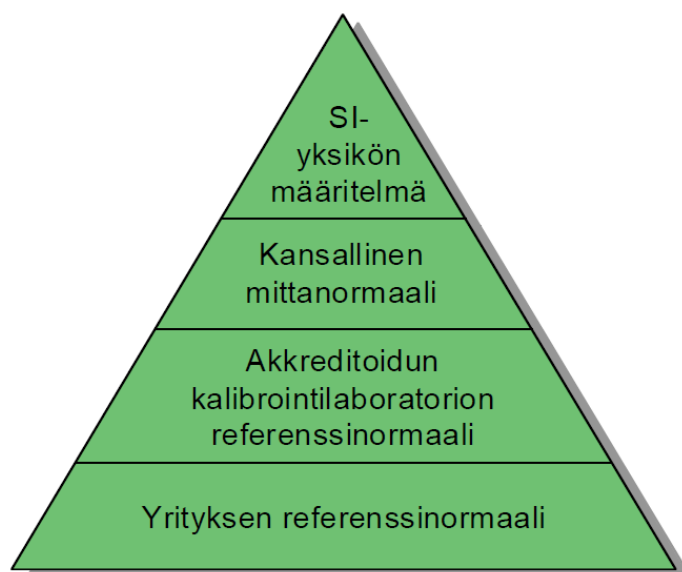 SI-
yksikön
määritelmä
Kansallinen
mittanormaali
Akkreditoidun
kalibrointilaboratorion
referenssinormaali
Yrityksen referenssinormaali